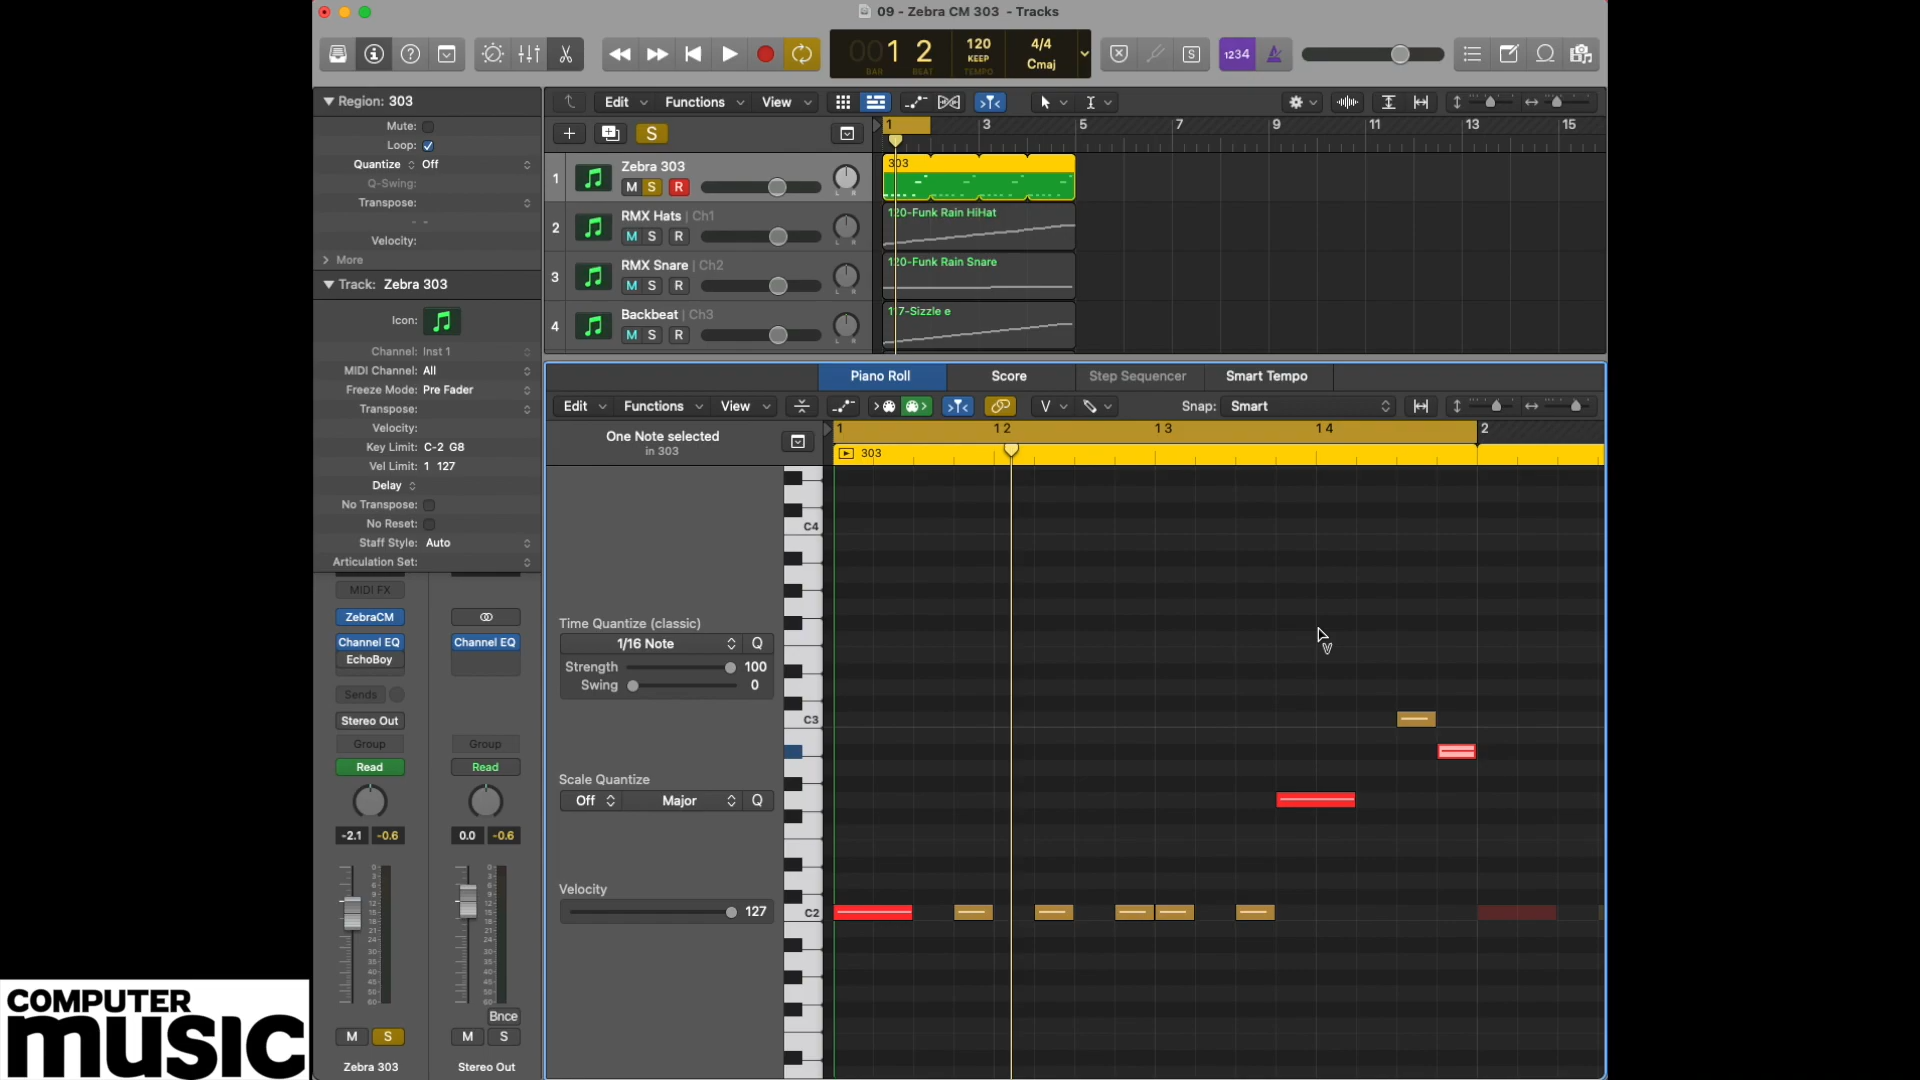 09 - Zebra CM 303 - Tracks
00 1 2
BAR BEAT
120
KEEP
TEMPO
4/4
Cmaj
1234
Region: 303
Mute:
Loop:
Quantize Off
Q-Swing:
Transpose:
- -
Velocity:
More
Track: Zebra 303
Icon:
Channel: Inst 1
MIDI Channel: All
Freeze Mode: Pre Fader
Transpose:
Velocity:
Key Limit: C-2 G8
Vel Limit: 1 127
Delay
No Transpose:
No Reset:
Staff Style: Auto
Articulation Set:
MIDI FX
ZebraCM
Channel EQ
EchoBoy
Sends
Stereo Out
Group
Read
-2.1 -0.6
M S
Zebra 303
Channel EQ
Group
Read
0.0 -0.6
Bnce
M S
Stereo Out
Edit Functions View
S
1 3 5 7 9 11 13 15
1 Zebra 303
M S R
303
2 RMX Hats | Ch1
M S R
120-Funk Rain HiHat
3 RMX Snare | Ch2
M S R
120-Funk Rain Snare
4 Backbeat | Ch3
M S R
117-Sizzle e
Piano Roll Score Step Sequencer Smart Tempo
Edit Functions View
Snap: Smart
One Note selected
in 303
1 1 2 1 3 1 4 2
303
C4
C3
C2
Time Quantize (classic)
1/16 Note Q
Strength 100
Swing 0
Scale Quantize
Off Major Q
Velocity
127
COMPUTER
MUSIC